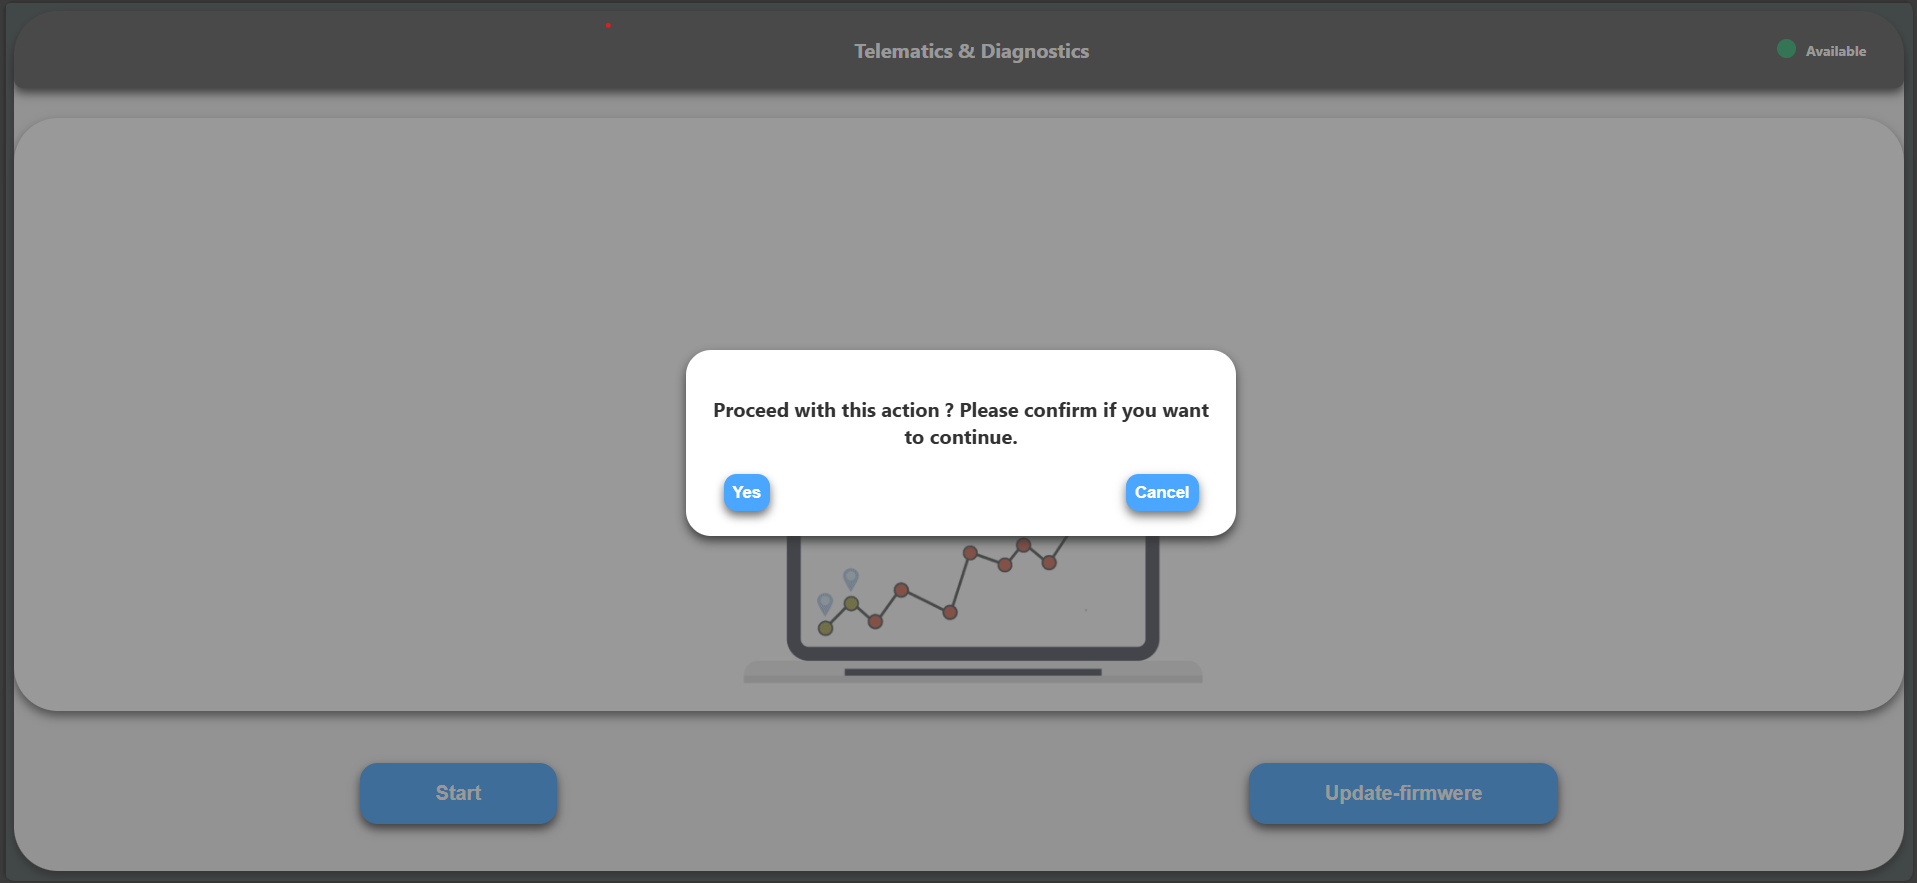 Telematics & Diagnostics
Available
Proceed with this action ? Please confirm if you want
to continue.
Yes
Cancel
Start
Update-firmwere